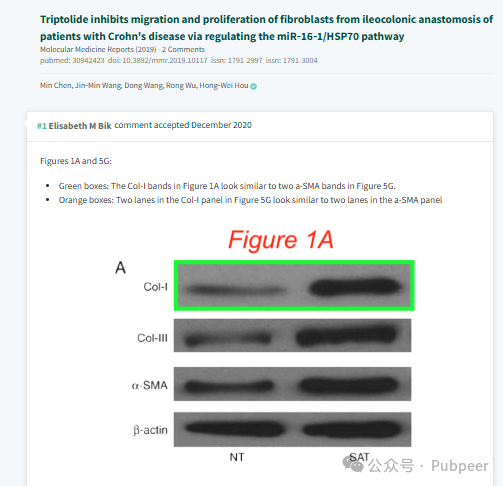 Triptolide inhibits migration and proliferation of fibroblasts from ileocolonic anastomosis of
patients with Crohn's disease via regulating the miR-16-1/HSP70 pathway
Molecular Medicine Reports (2019) · 2 Comments
pubmed: 30942423 doi: 10.3892/mmr.2019.10117 issn: 1791-2997 issn: 1791-3004
Min Chen, Jin-Min Wang, Dong Wang, Rong Wu, Hong-Wei Hou
#1 Elisabeth M Bik comment accepted December 2020
Figures 1A and 5G:
• Green boxes: The Col-I bands in Figure 1A look similar to two a-SMA bands in Figure 5G.
• Orange boxes: Two lanes in the Col-I panel in Figure 5G look similar to two lanes in the a-SMA panel
Figure 1A
A
Col-I
Col-III
α-SMA
β-actin
NT SAT
公众号 · Pubpeer